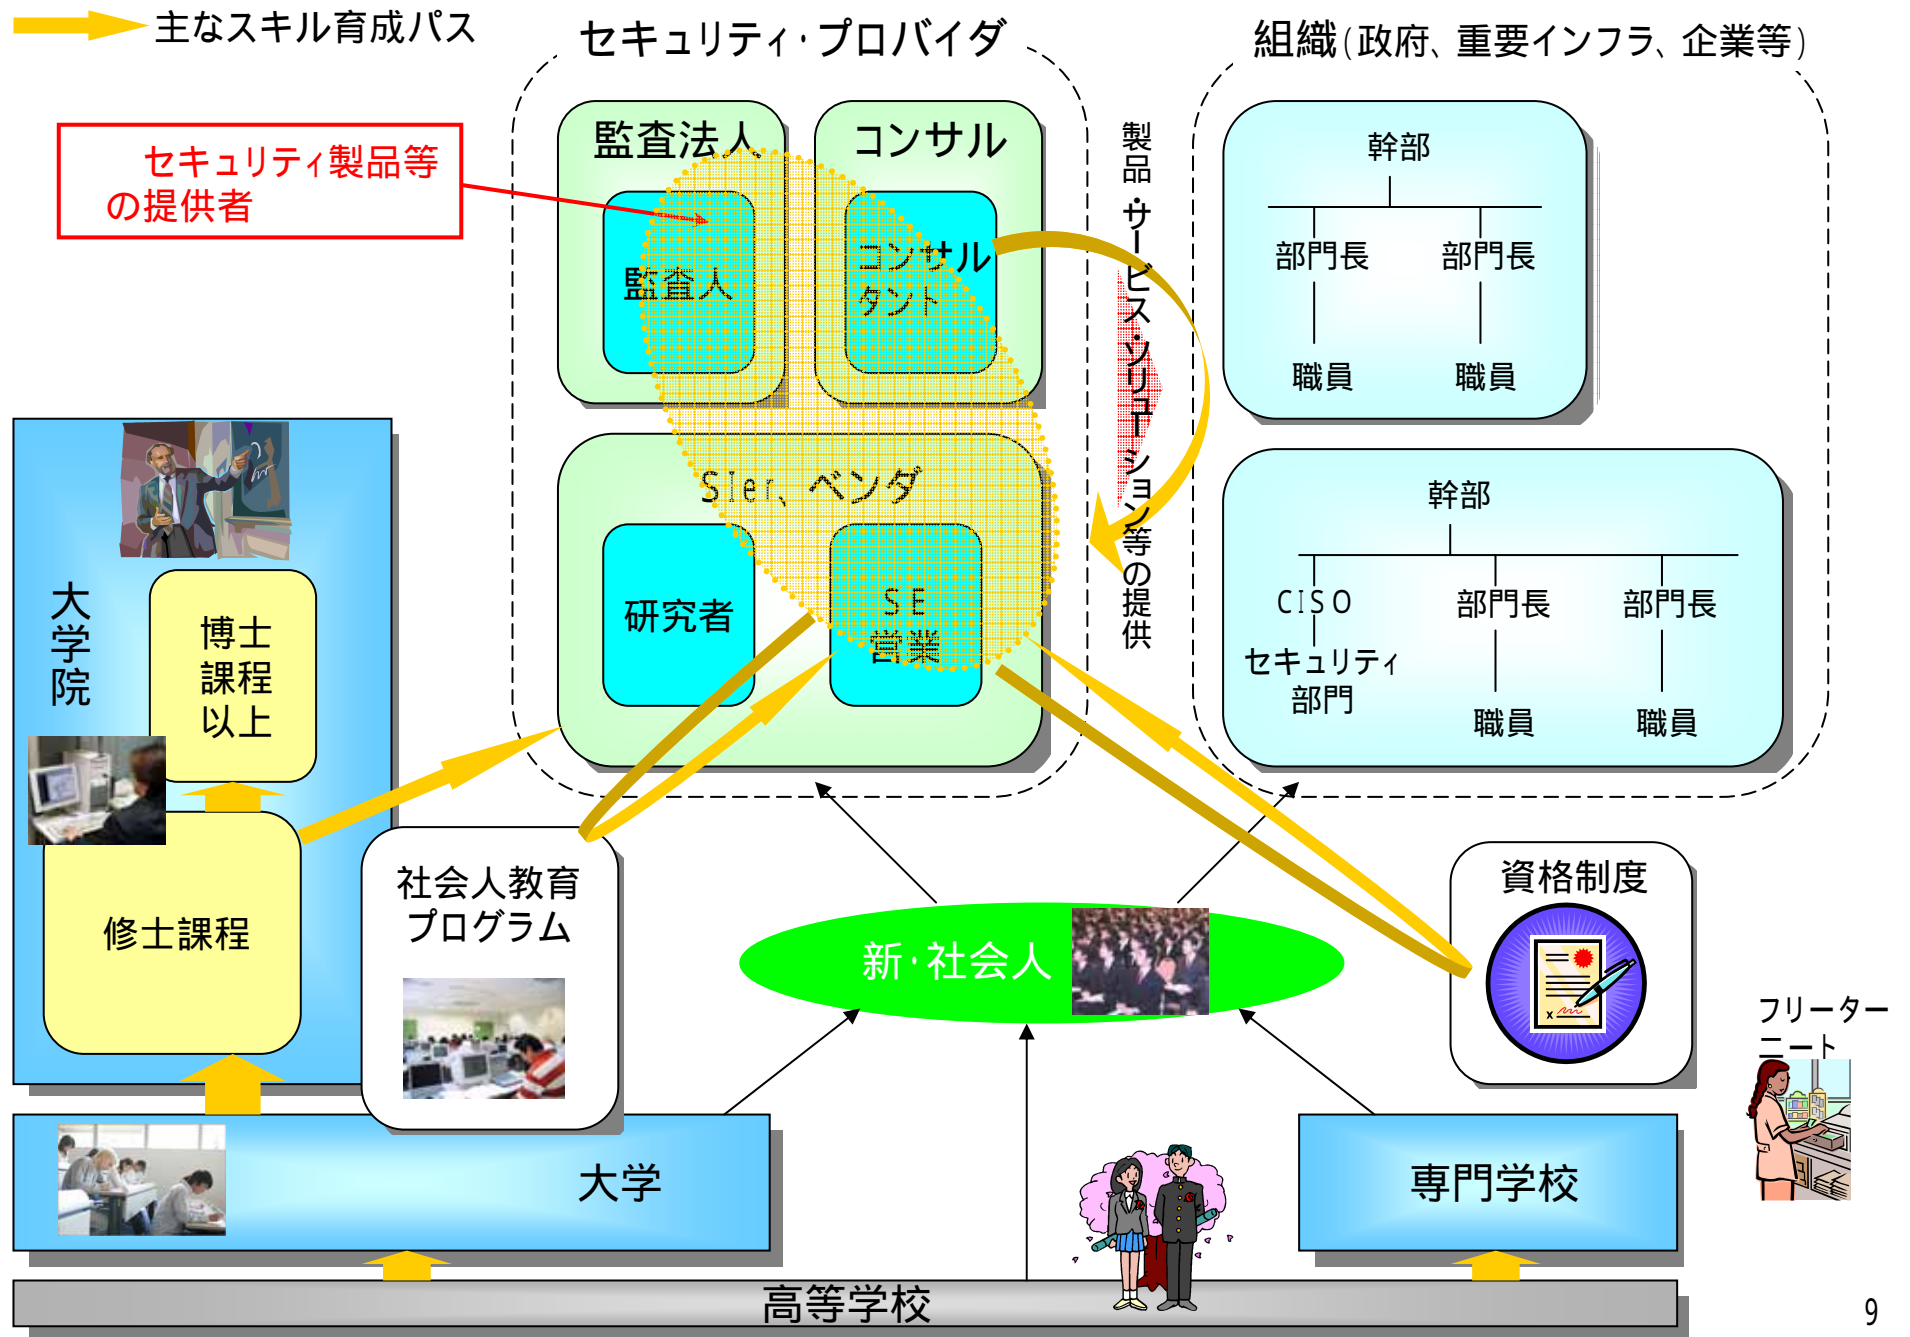 主なスキル育成パス
セキュリティ・プロバイダ
組織(政府、重要インフラ、企業等)
セキュリティ製品等
の提供者
監査法人
監査人
コンサル
コンサル
タント
SIer、ベンダ
研究者
SE
営業
製品・サービス・ソリューション等の提供
幹部
部門長
部門長
職員
職員
幹部
CISO
部門長
部門長
セキュリティ
部門
職員
職員
大学院
博士
課程
以上
修士課程
社会人教育
プログラム
新・社会人
資格制度
フリーター
ニート
大学
専門学校
高等学校
9